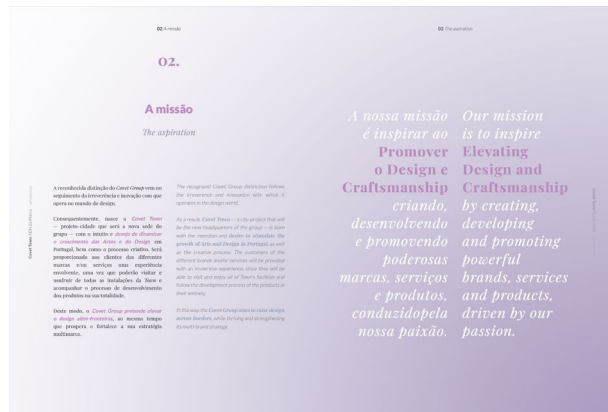 02 A missão
02 The aspiration
02.
A missão
The aspiration
A reconhecida distinção do Covet Group vem no
seguimento da irreverência e inovação com que
opera no mundo do design.
Consequentemente, nasce a Covet Town
— projeto-cidade que será a nova sede do
grupo — com o intuito e desejo de dinamizar
o crescimento das Artes e do Design em
Portugal, bem como o processo criativo. Será
proporcionado aos clientes das diferentes
marcas e/ou serviços uma experiência
envolvente, uma vez que poderão visitar e
usufruir de todas as instalações da Town e
acompanhar o processo de desenvolvimento
dos produtos na sua totalidade.
Deste modo, o Covet Group pretende elevar
o design além-fronteiras, ao mesmo tempo
que prospera e fortalece a sua estratégia
multimarca.
The recognized Covet Group distinction follows
the Irreverence and Innovation with which it
operates in the design world.
As a result, Covet Town — a city-project that will
be the new headquarters of the group — is born
with the intention and desire to stimulate the
growth of Arts and Design in Portugal, as well
as the creative process. The customers of the
different brands and/or services will be provided
with an immersive experience, since they will be
able to visit and enjoy all of Town's facilities and
follow the development process of the products in
their entirety.
In this way, the Covet Group aims to raise design
across borders, while thriving and strengthening
its multi-brand strategy.
A nossa missão
é inspirar ao
Promover
o Design e
Craftsmanship
criando,
desenvolvendo
e promovendo
poderosas
marcas, serviços
e produtos,
conduzidopela
nossa paixão.
Our mission
is to inspire
Elevating
Design and
Craftsmanship
by creating,
developing
and promoting
powerful
brands, services
and products,
driven by our
passion.
Covet Town